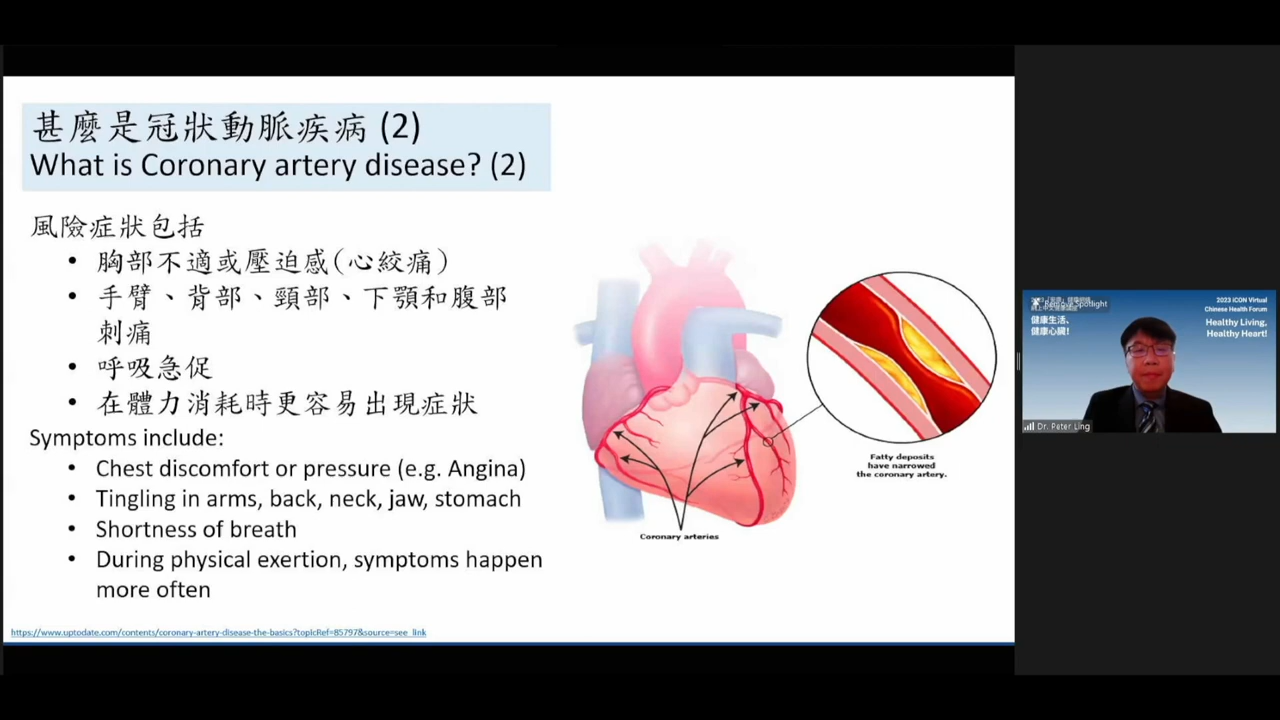 甚麼是冠狀動脈疾病 (2)
What is Coronary artery disease? (2)
風險症狀包括
• 胸部不適或壓迫感(心絞痛)
• 手臂、背部、頸部、下顎和腹部
刺痛
• 呼吸急促
• 在體力消耗時更容易出現症狀
Symptoms include:
• Chest discomfort or pressure (e.g. Angina)
• Tingling in arms, back, neck, jaw, stomach
• Shortness of breath
• During physical exertion, symptoms happen
more often
https://www.uptodate.com/contents/coronary-artery-disease-the-basics?topicRef=85797&source=see_link
Coronary arteries
Fatty deposits
have narrowed
the coronary artery.
Remove Spotlight
健康生活、
健康心臟!
2023 iCON Virtual
Chinese Health Forum
Healthy Living,
Healthy Heart!
Dr. Peter Ling